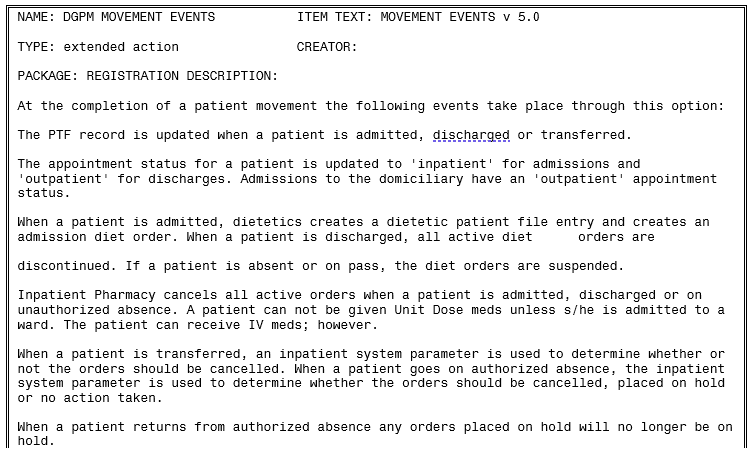 NAME: DGPM MOVEMENT EVENTS ITEM TEXT: MOVEMENT EVENTS v 5.0
TYPE: extended action CREATOR:
PACKAGE: REGISTRATION DESCRIPTION:
At the completion of a patient movement the following events take place through this option:
The PTF record is updated when a patient is admitted, discharged or transferred.
The appointment status for a patient is updated to 'inpatient' for admissions and
'outpatient' for discharges. Admissions to the domiciliary have an 'outpatient' appointment
status.
When a patient is admitted, dietetics creates a dietetic patient file entry and creates an
admission diet order. When a patient is discharged, all active diet orders are
discontinued. If a patient is absent or on pass, the diet orders are suspended.
Inpatient Pharmacy cancels all active orders when a patient is admitted, discharged or on
unauthorized absence. A patient can not be given Unit Dose meds unless s/he is admitted to a
ward. The patient can receive IV meds; however.
When a patient is transferred, an inpatient system parameter is used to determine whether or
not the orders should be cancelled. When a patient goes on authorized absence, the inpatient
system parameter is used to determine whether the orders should be cancelled, placed on hold
or no action taken.
When a patient returns from authorized absence any orders placed on hold will no longer be on
hold.